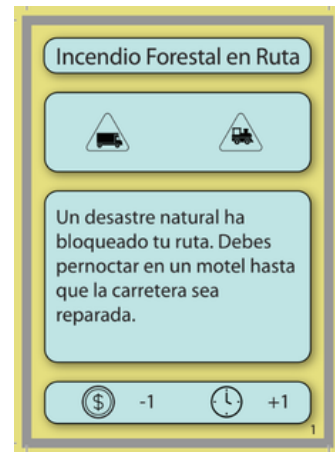 Incendio Forestal en Ruta
Un desastre natural ha
bloqueado tu ruta. Debes
pernoctar en un motel hasta
que la carretera sea
reparada.
$ -1 +1
1